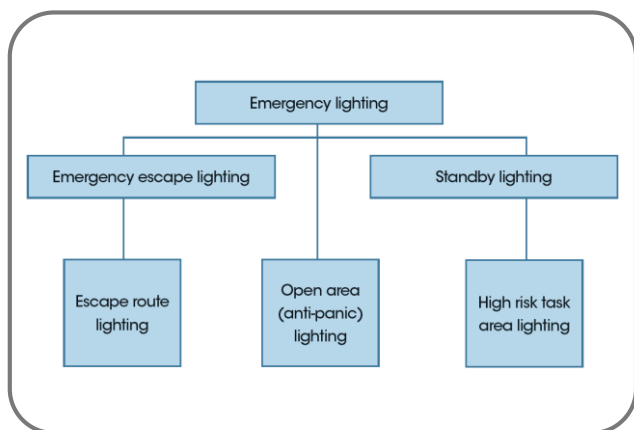 Emergency lighting
Emergency escape lighting
Standby lighting
Escape route
lighting
Open area
(anti-panic)
lighting
High risk task
area lighting